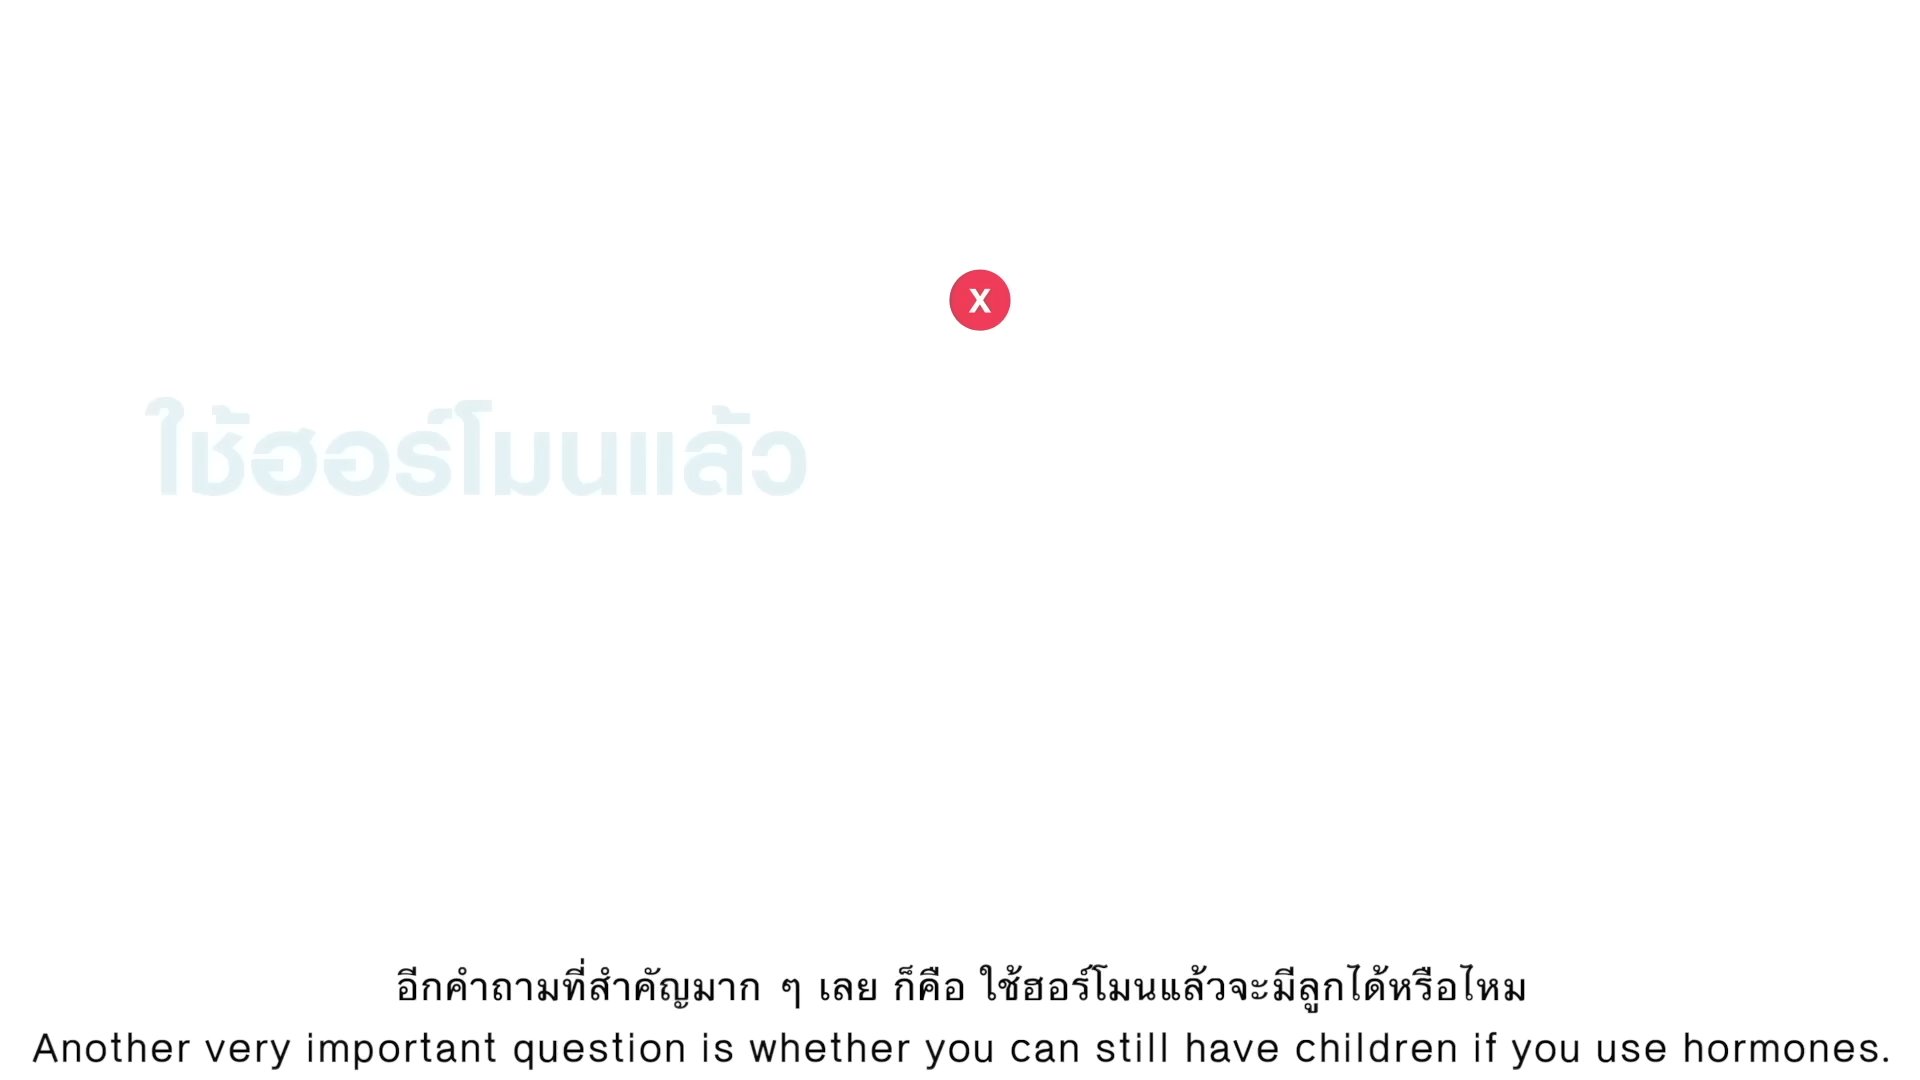 X
ใช้ฮอร์โมนแล้ว
อีกคำถามที่สำคัญมาก ๆ เลย ก็คือ ใช้ฮอร์โมนแล้วจะมีลูกได้หรือไหม
Another very important question is whether you can still have children if you use hormones.